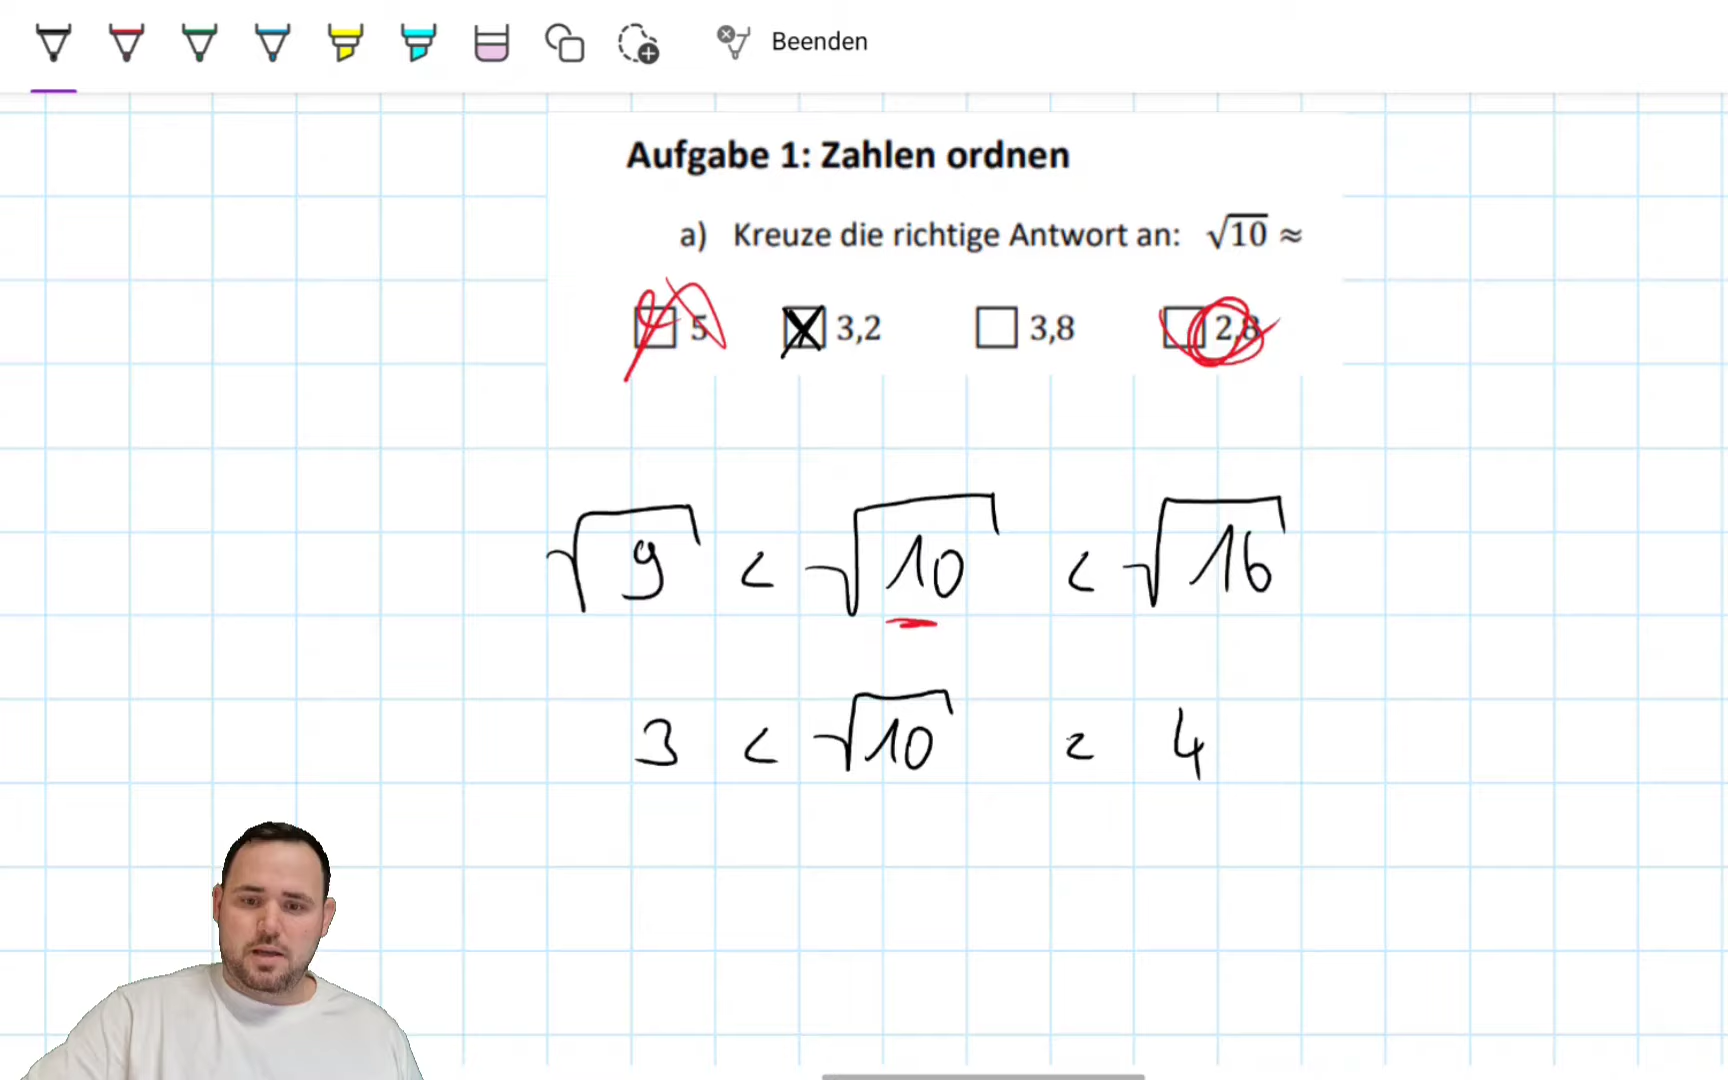 Beenden
Aufgabe 1: Zahlen ordnen
a) Kreuze die richtige Antwort an: √10 ≈
5 3,2 3,8 2,8
√9 < √10 < √16
3 < √10 < 4